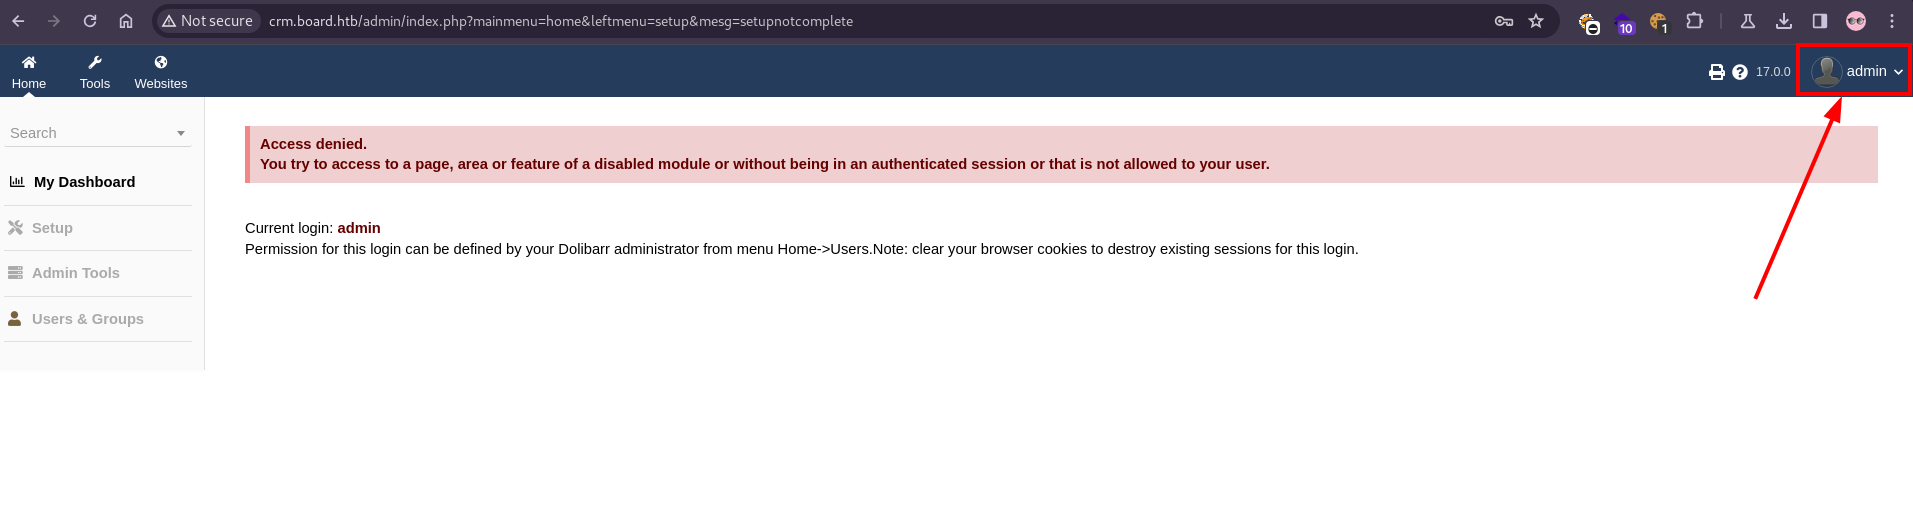 Not secure crm.board.htb/admin/index.php?mainmenu=home&leftmenu=setup&mesg=setupnotcomplete 10 1
Home Tools Websites 17.0.0 admin
Search
My Dashboard
Setup
Admin Tools
Users & Groups
Access denied.
You try to access to a page, area or feature of a disabled module or without being in an authenticated session or that is not allowed to your user.
Current login: admin
Permission for this login can be defined by your Dolibarr administrator from menu Home->Users.Note: clear your browser cookies to destroy existing sessions for this login.